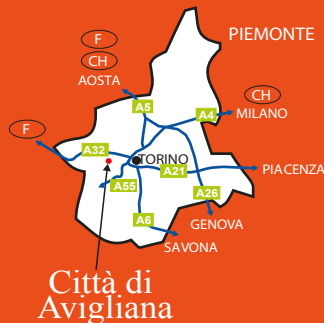 F
PIEMONTE
CH
AOSTA
CH
A5
A4
MILANO
F
A32
TORINO
A21
PIACENZA
A55
A26
A6
GENOVA
SAVONA
Città di
Avigliana